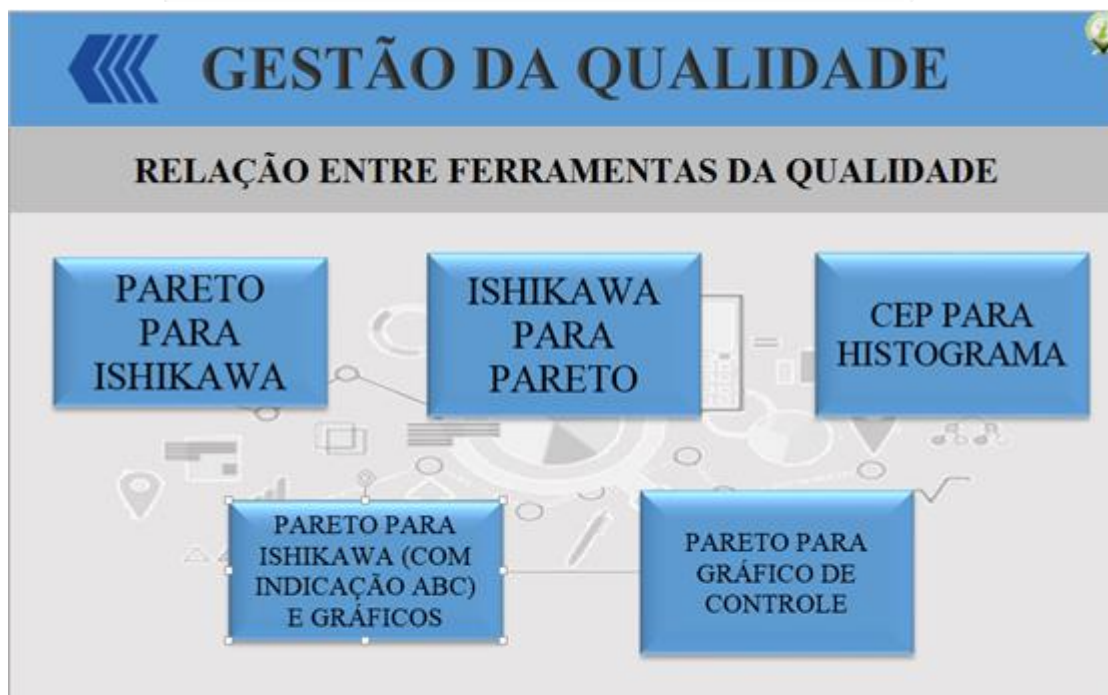 GESTÃO DA QUALIDADE
RELAÇÃO ENTRE FERRAMENTAS DA QUALIDADE
PARETO
PARA
ISHIKAWA
ISHIKAWA
PARA
PARETO
CEP PARA
HISTOGRAMA
PARETO PARA
ISHIKAWA (COM
INDICAÇÃO ABC)
E GRÁFICOS
PARETO PARA
GRÁFICO DE
CONTROLE